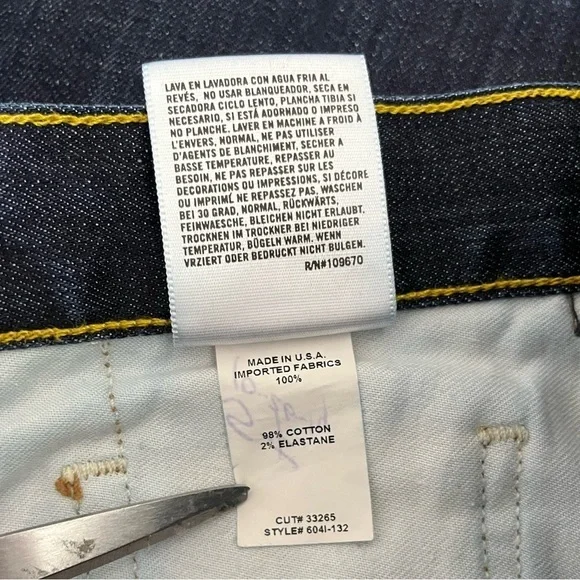 LAVA EN LAVADORA CON AGUA FRIA AL
REVÉS, NO USAR BLANQUEADOR, SECA EN
SECADORA CICLO LENTO, PLANCHA TIBIA SI
NECESARIO, SI ESTÁ ADORNADO O IMPRESO
NO PLANCHE. LAVER EN MACHINE A FROID À
L'ENVERS, NORMAL, NE PAS UTILISER
D'AGENTS DE BLANCHIMENT, SECHER A
BASSE TEMPERATURE, REPASSER AU
BESOIN, NE PAS REPASSER SUR LES
DECORATIONS OU IMPRESSIONS, SI DÉCORE
OU IMPRIMÉ NE REPASSEZ PAS. WASCHEN
BEI 30 GRAD, NORMAL, RÜCKWÄRTS,
FEINWAESCHE, BLEICHEN NICHT ERLAUBT.
TROCKNEN IM TROCKNER BEI NIEDRIGER
TEMPERATUR, BÜGELN WARM. WENN
VRZIERT ODER BEDRUCKT NICHT BULGEN.
R/N#109670
MADE IN U.S.A.
IMPORTED FABRICS
100%
98% COTTON
2% ELASTANE
CUT# 33265
STYLE# 604I-132